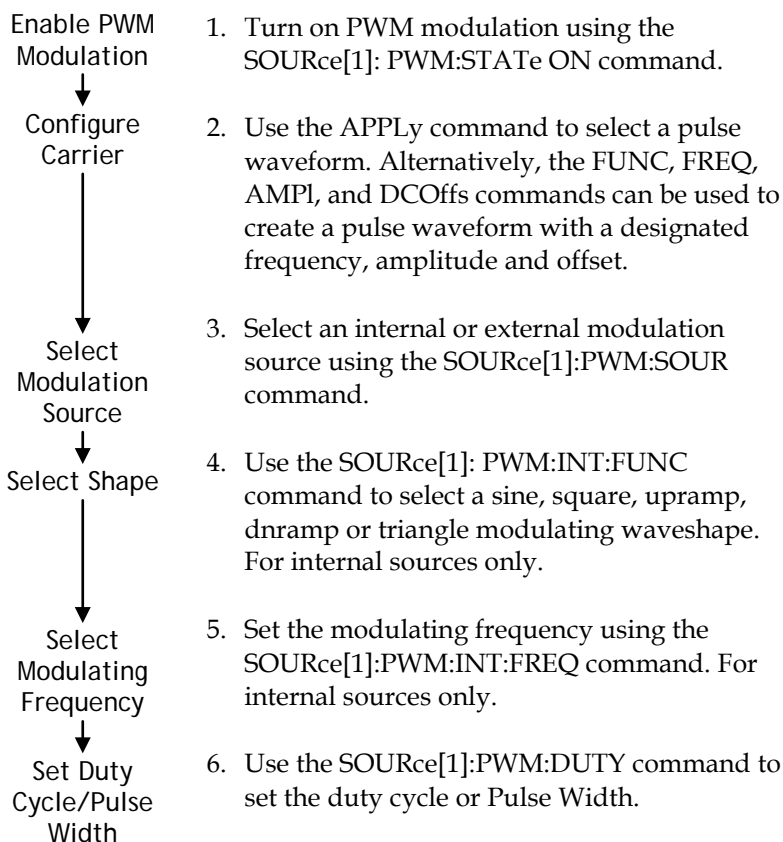 Enable PWM
Modulation
1. Turn on PWM modulation using the
SOURce[1]: PWM:STATe ON command.
Configure
Carrier
2. Use the APPLy command to select a pulse
waveform. Alternatively, the FUNC, FREQ,
AMPl, and DCOffs commands can be used to
create a pulse waveform with a designated
frequency, amplitude and offset.
Select
Modulation
Source
3. Select an internal or external modulation
source using the SOURce[1]:PWM:SOUR
command.
Select Shape
4. Use the SOURce[1]: PWM:INT:FUNC
command to select a sine, square, upramp,
dnramp or triangle modulating waveshape.
For internal sources only.
Select
Modulating
Frequency
5. Set the modulating frequency using the
SOURce[1]:PWM:INT:FREQ command. For
internal sources only.
Set Duty
Cycle/Pulse
Width
6. Use the SOURce[1]:PWM:DUTY command to
set the duty cycle or Pulse Width.